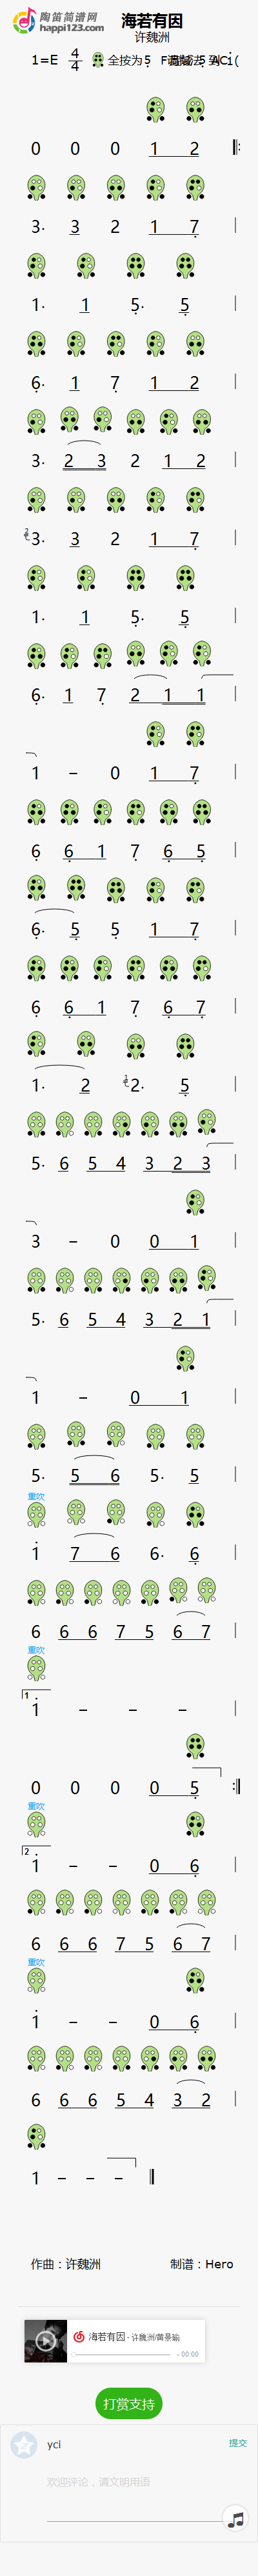 陶笛简谱网
happi123.com
海若有因
许魏洲
1=E 4/4 全按为5
0 0 0 1 2
3· 3 2 1 7
1· 1 5· 5
6· 1 7 1 2
3· 2 3 2 1 2
2 3· 3 2 1 7
1· 1 5· 5
6· 1 7 2 1 1
1 - 0 1 7
6 6 1 7 6 5
6· 5 5 1 7
6 6 1 7 6 7
1· 2 1 2· 5
5· 6 5 4 3 2 3
3 - 0 0 1
5· 6 5 4 3 2 1
1 - 0 1
5· 5 6 5· 5
重吹
1 7 6 6· 6
6 6 6 7 5 6 7
重吹
1
1 - - -
0 0 0 0 5
重吹
2
1 - - 0 6
6 6 6 7 5 6 7
重吹
1 - - 0 6
6 6 6 5 4 3 2
1 - - -
作曲：许魏洲 制谱：Hero
海若有因 - 许魏洲/黄景瑜
- 00:00
打赏支持
yci 提交
欢迎评论，请文明用语